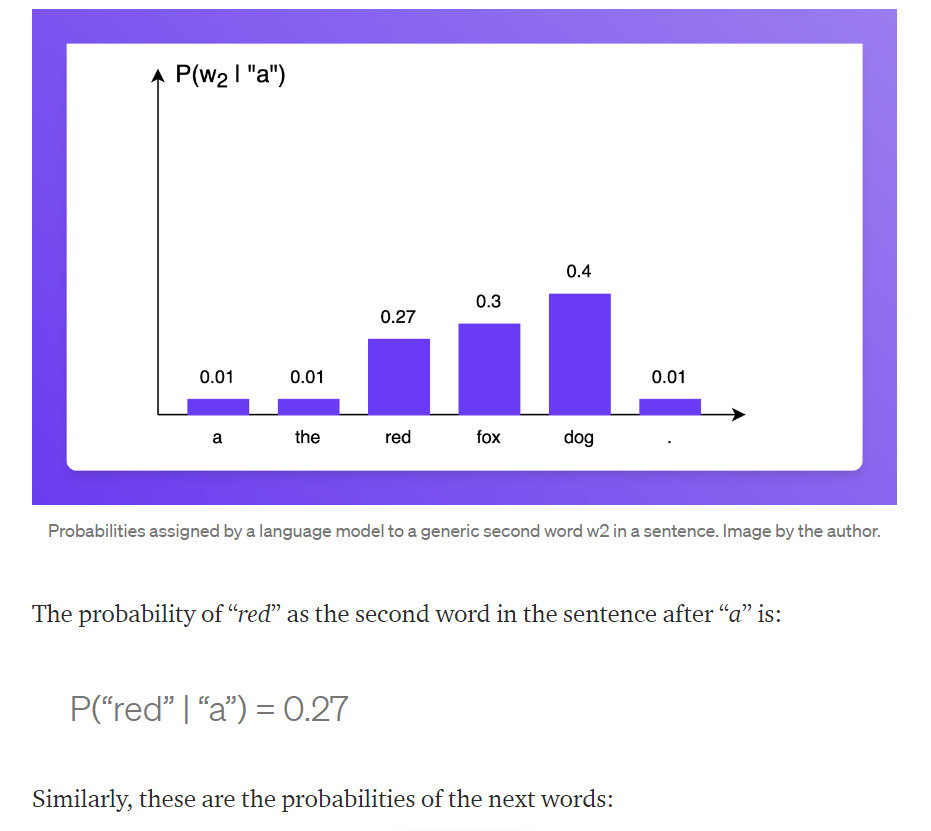 P(w₂ | "a")
0.4
0.3
0.27
0.01 0.01 0.01
a the red fox dog .
Probabilities assigned by a language model to a generic second word w2 in a sentence. Image by the author.
The probability of “red” as the second word in the sentence after “a” is:
P(“red” | “a”) = 0.27
Similarly, these are the probabilities of the next words: